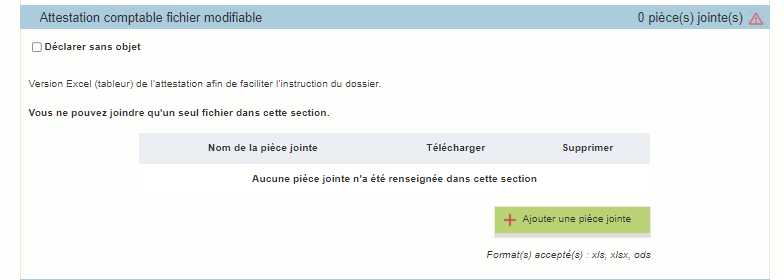 Attestation comptable fichier modifiable 0 pièce(s) jointe(s)
Déclarer sans objet
Version Excel (tableur) de l'attestation afin de faciliter l'instruction du dossier.
Vous ne pouvez joindre qu'un seul fichier dans cette section.
Nom de la pièce jointe Télécharger Supprimer
Aucune pièce jointe n'a été renseignée dans cette section
Ajouter une pièce jointe
Format(s) accepté(s) : xls, xlsx, ods